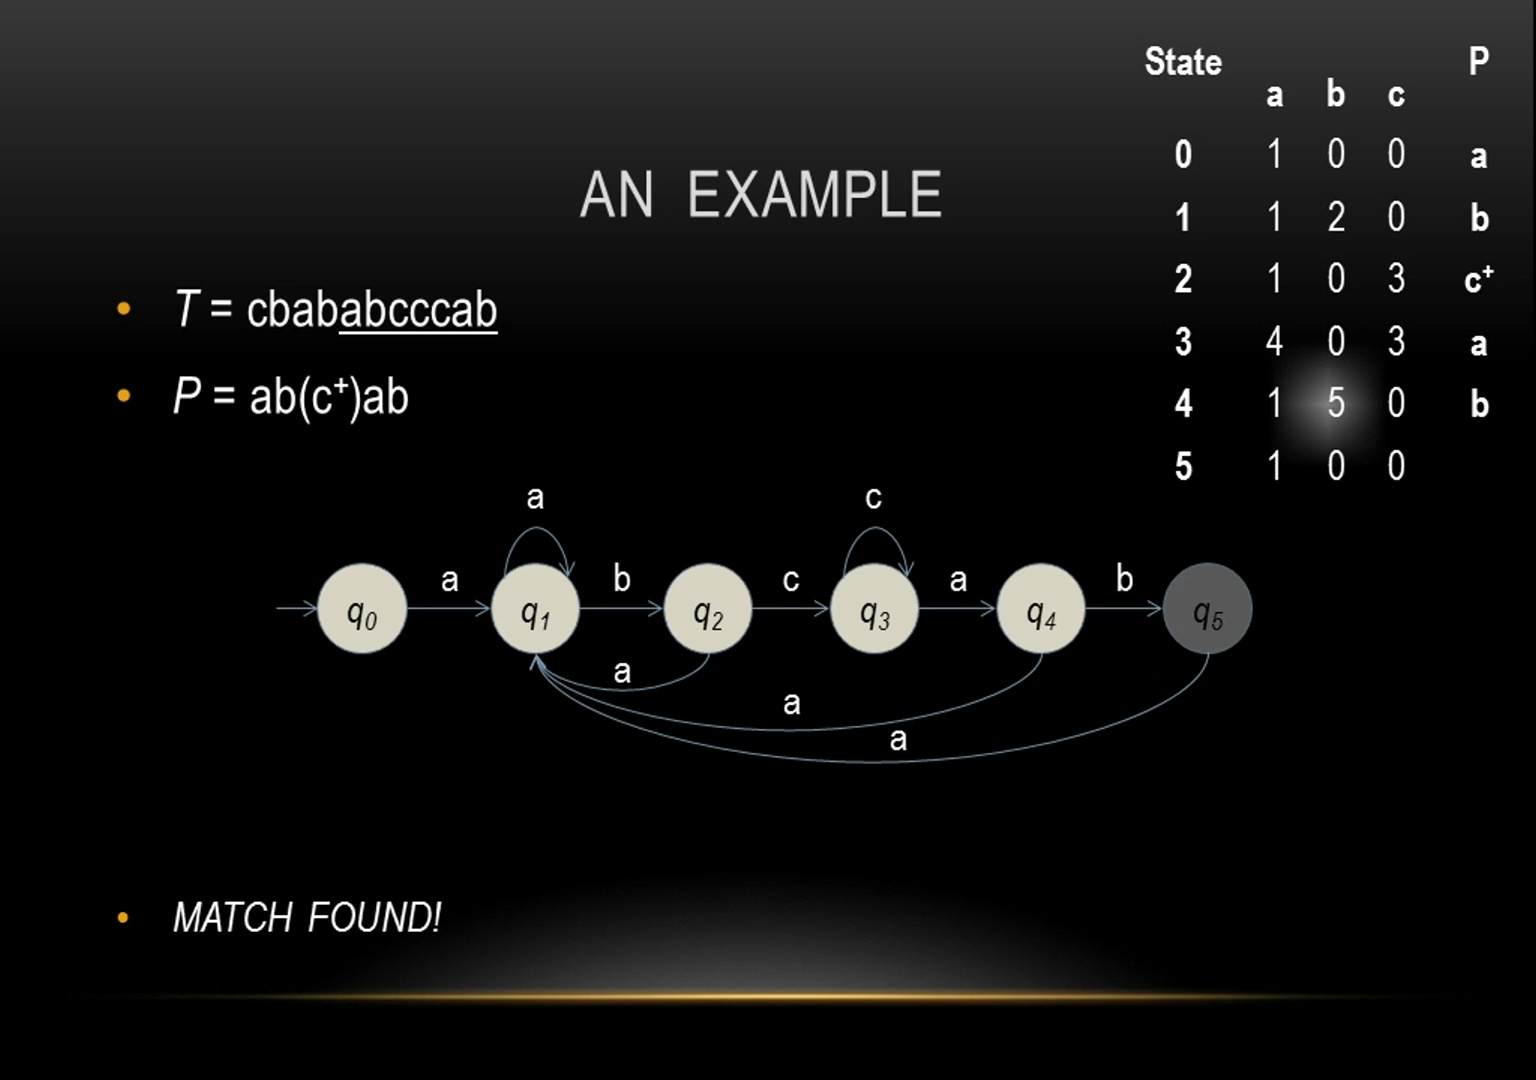 State P
a b c
0 1 0 0 a
1 1 2 0 b
2 1 0 3 c⁺
3 4 0 3 a
4 1 5 0 b
5 1 0 0
AN EXAMPLE
• T = cbababcccab
• P = ab(c⁺)ab
a c
a b c a b
q₀ q₁ q₂ q₃ q₄ q₅
a
a
a
• MATCH FOUND!